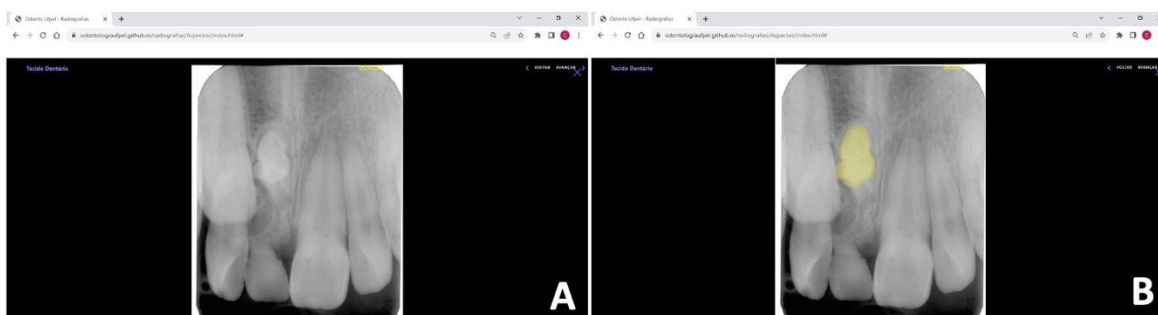 Odonto Ufpel - Radiografias
odontologiaufpel.github.io/radiografias/Aspectos/index.html#
Tecido Dentário
VOLTAR AVANÇAR
A
Odonto Ufpel - Radiografias
odontologiaufpel.github.io/radiografias/Aspectos/index.html#
Tecido Dentário
VOLTAR AVANÇAR
B